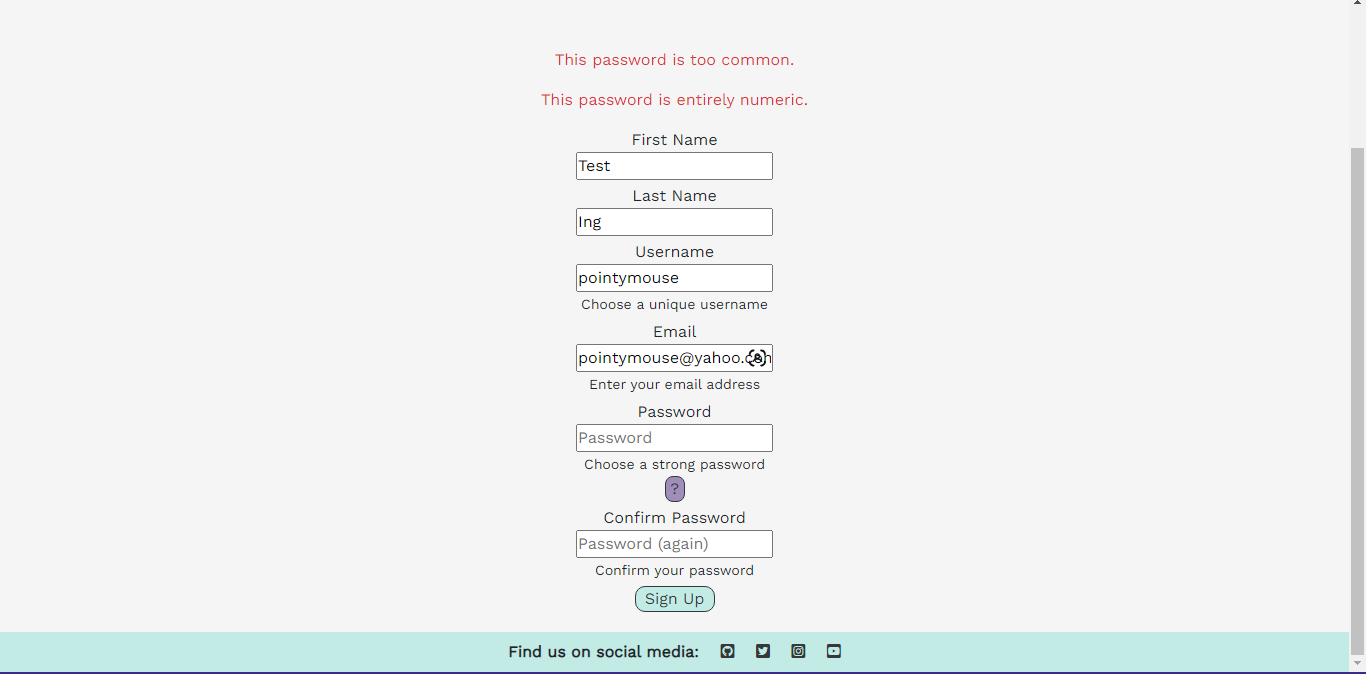 This password is too common.
This password is entirely numeric.
First Name
Test
Last Name
Ing
Username
pointymouse
Choose a unique username
Email
pointymouse@yahoo.com
Enter your email address
Password
Password
Choose a strong password
?
Confirm Password
Password (again)
Confirm your password
Sign Up
Find us on social media: